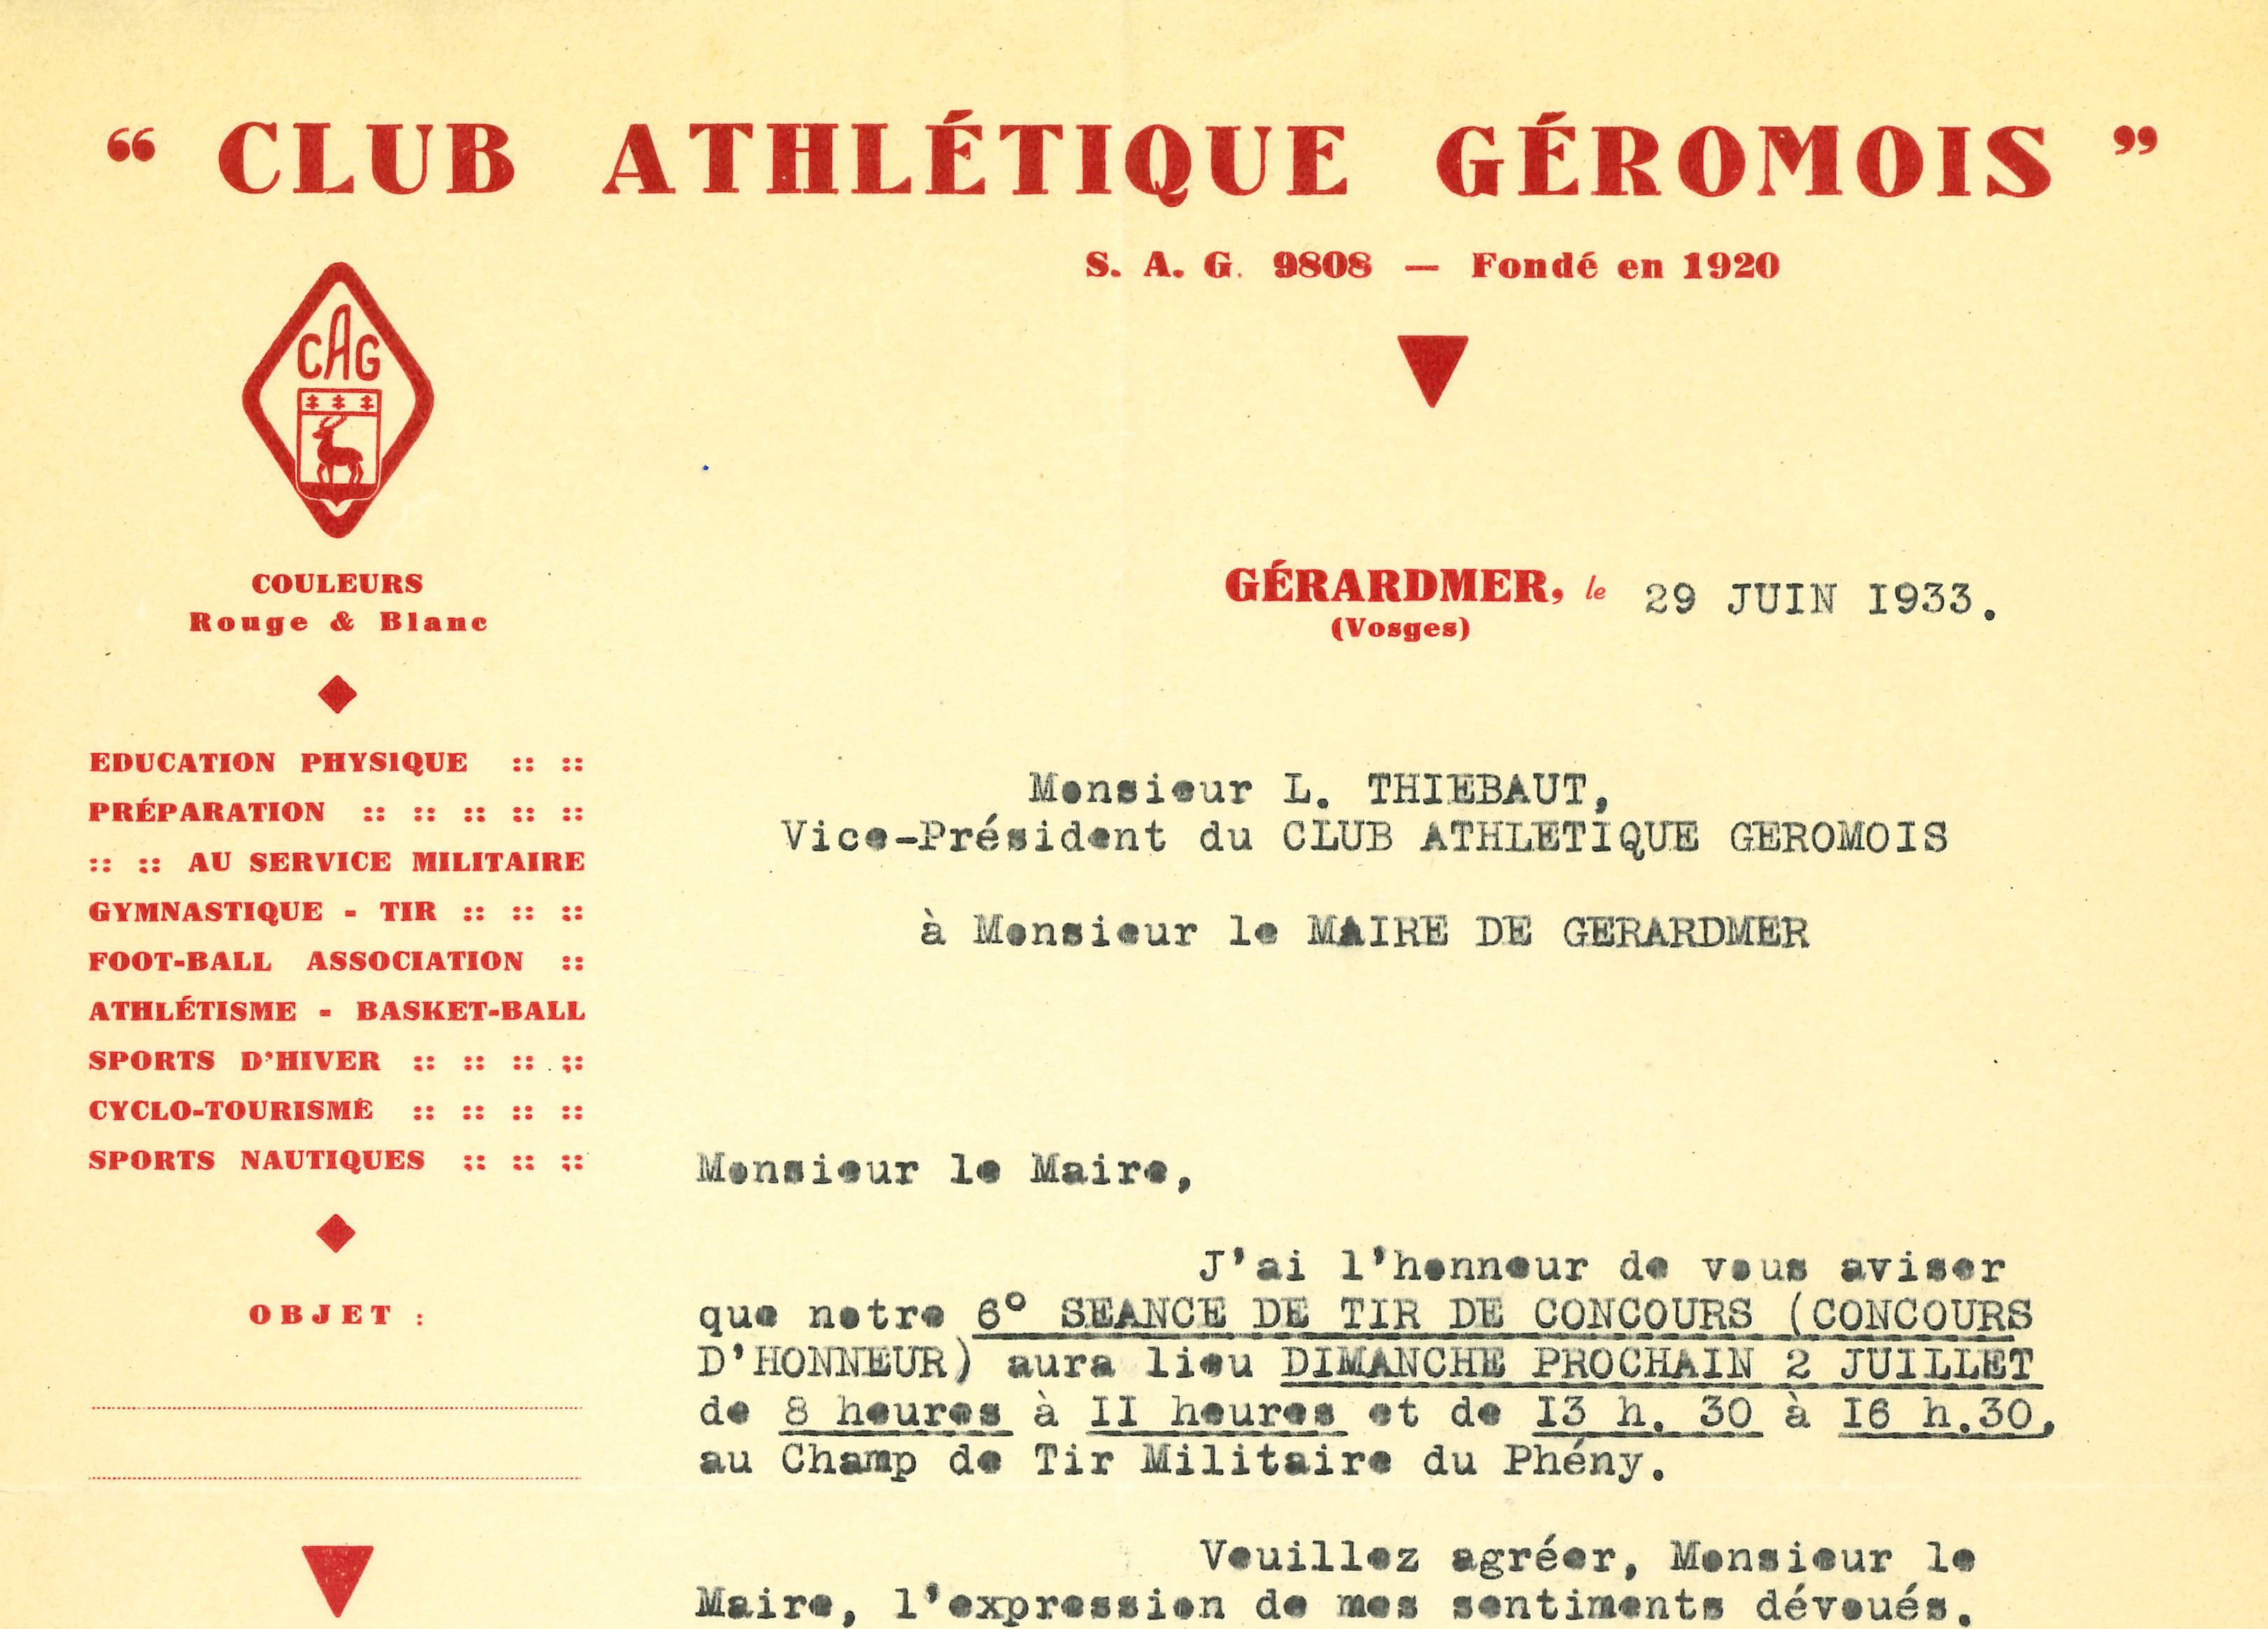 “ CLUB ATHLÉTIQUE GÉROMOIS ”
S. A. G. 9808 — Fondé en 1920
CAG
COULEURS
Rouge & Blanc
EDUCATION PHYSIQUE :: ::
PRÉPARATION :: :: :: :: ::
:: :: AU SERVICE MILITAIRE
GYMNASTIQUE - TIR :: :: ::
FOOT-BALL ASSOCIATION ::
ATHLÉTISME - BASKET-BALL
SPORTS D'HIVER :: :: :: ::
CYCLO-TOURISME :: :: :: ::
SPORTS NAUTIQUES :: :: ::
OBJET :
GÉRARDMER, le 29 JUIN 1933.
(Vosges)
Monsieur L. THIEBAUT,
Vice-Président du CLUB ATHLETIQUE GEROMOIS
à Monsieur le MAIRE DE GERARDMER
Monsieur le Maire,
J'ai l'honneur de vous aviser
que notre 6° SEANCE DE TIR DE CONCOURS (CONCOURS
D'HONNEUR) aura lieu DIMANCHE PROCHAIN 2 JUILLET
de 8 heures à II heures et de I3 h. 30 à I6 h.30,
au Champ de Tir Militaire du Phény.
Veuillez agréer, Monsieur le
Maire, l'expression de mes sentiments dévoués.